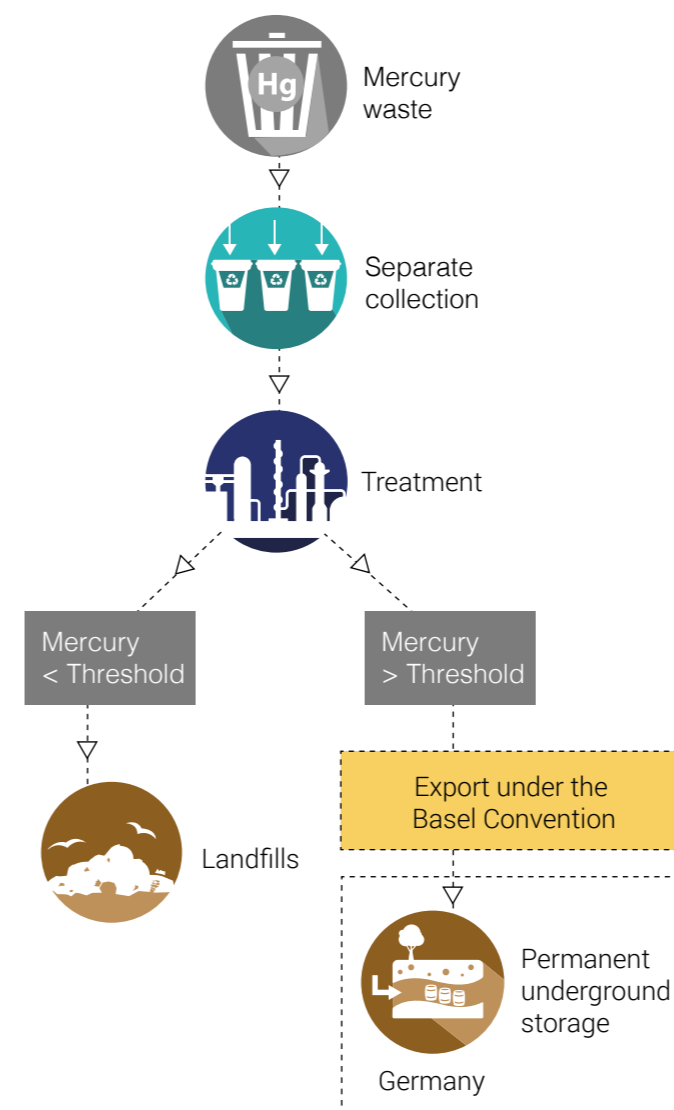 Hg
Mercury
waste
Separate
collection
Treatment
Mercury
< Threshold
Mercury
> Threshold
Export under the
Basel Convention
Landfills
Permanent
underground
storage
Germany